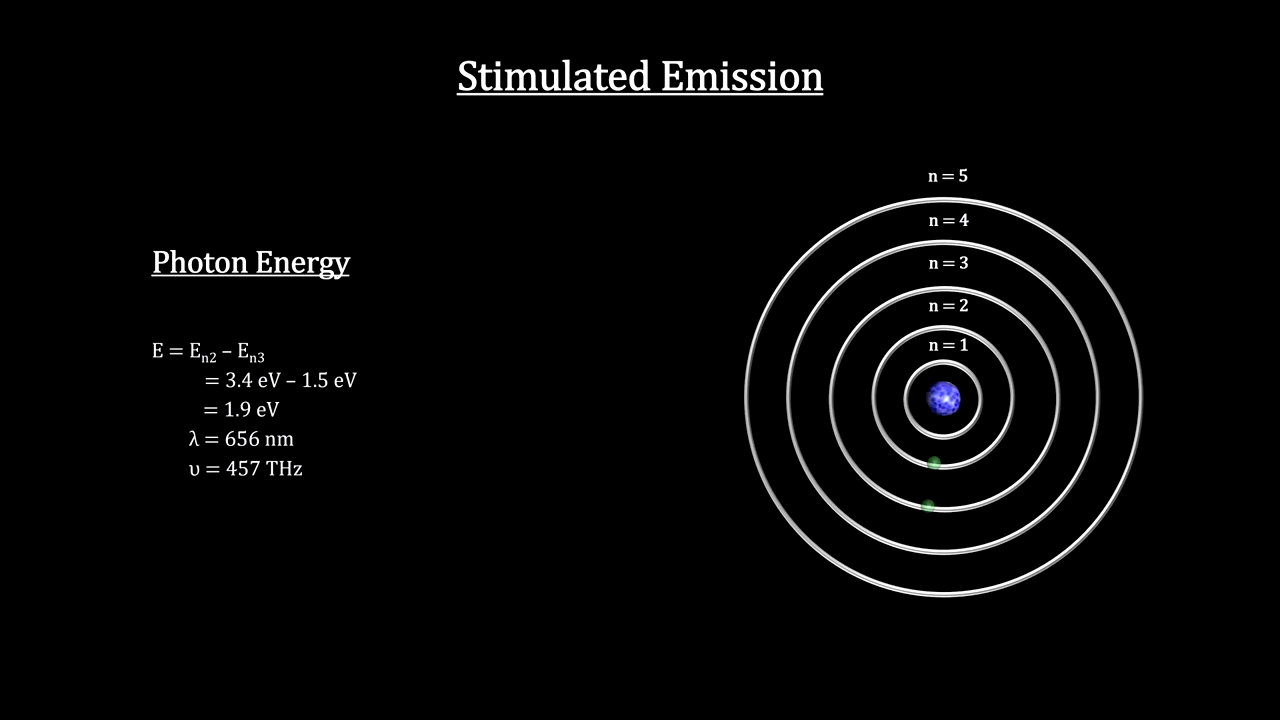 Stimulated Emission
Photon Energy
E = En2 – En3
= 3.4 eV – 1.5 eV
= 1.9 eV
λ = 656 nm
υ = 457 THz
n = 5
n = 4
n = 3
n = 2
n = 1